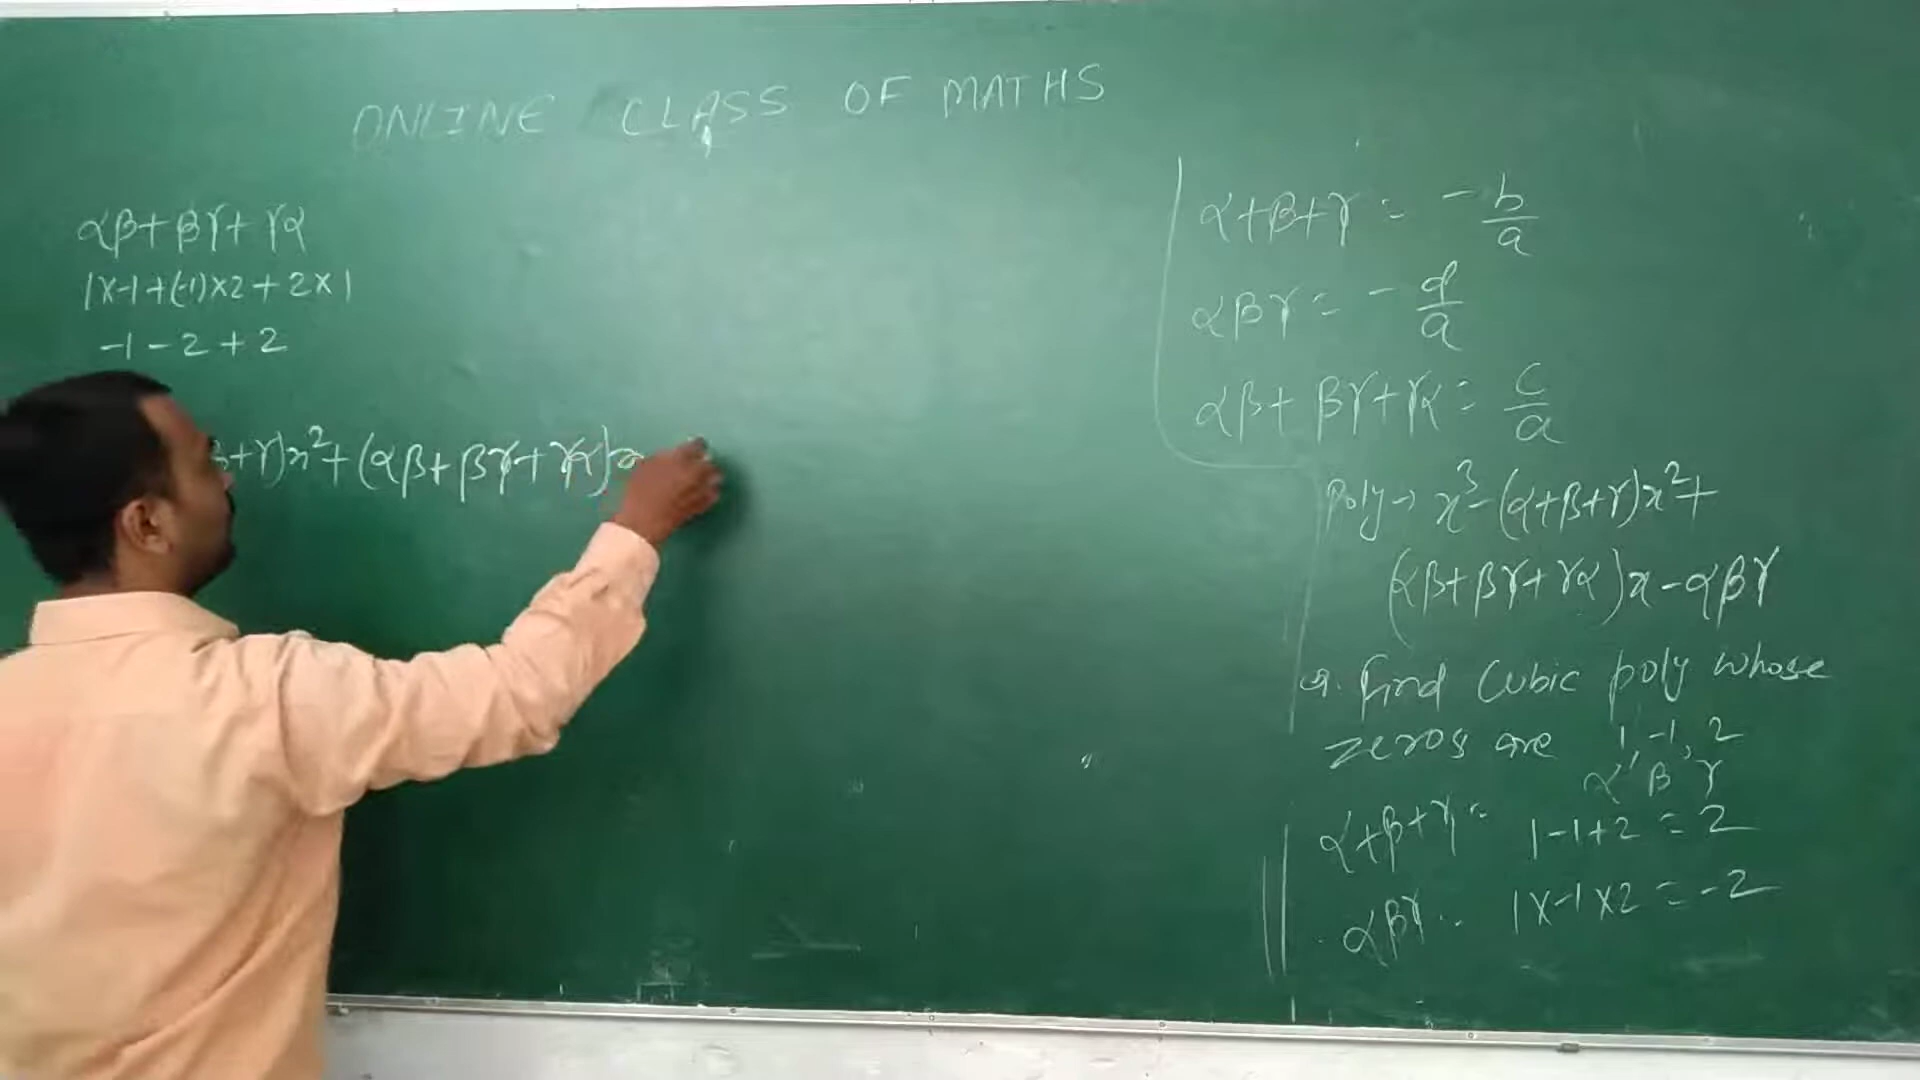 ONLINE CLASS OF MATHS
αβ+βγ+γα
1×-1+(-1)×2+2×1
-1-2+2
β+γ)x²+(αβ+βγ+γα)x
α+β+γ = -b/a
αβγ = -d/a
αβ+βγ+γα = c/a
Poly→ x³-(α+β+γ)x²+
(αβ+βγ+γα)x-αβγ
Q. Find Cubic poly whose
zeros are 1,-1,2
α,β,γ
α+β+γ = 1-1+2 = 2
αβγ = 1×-1×2 = -2